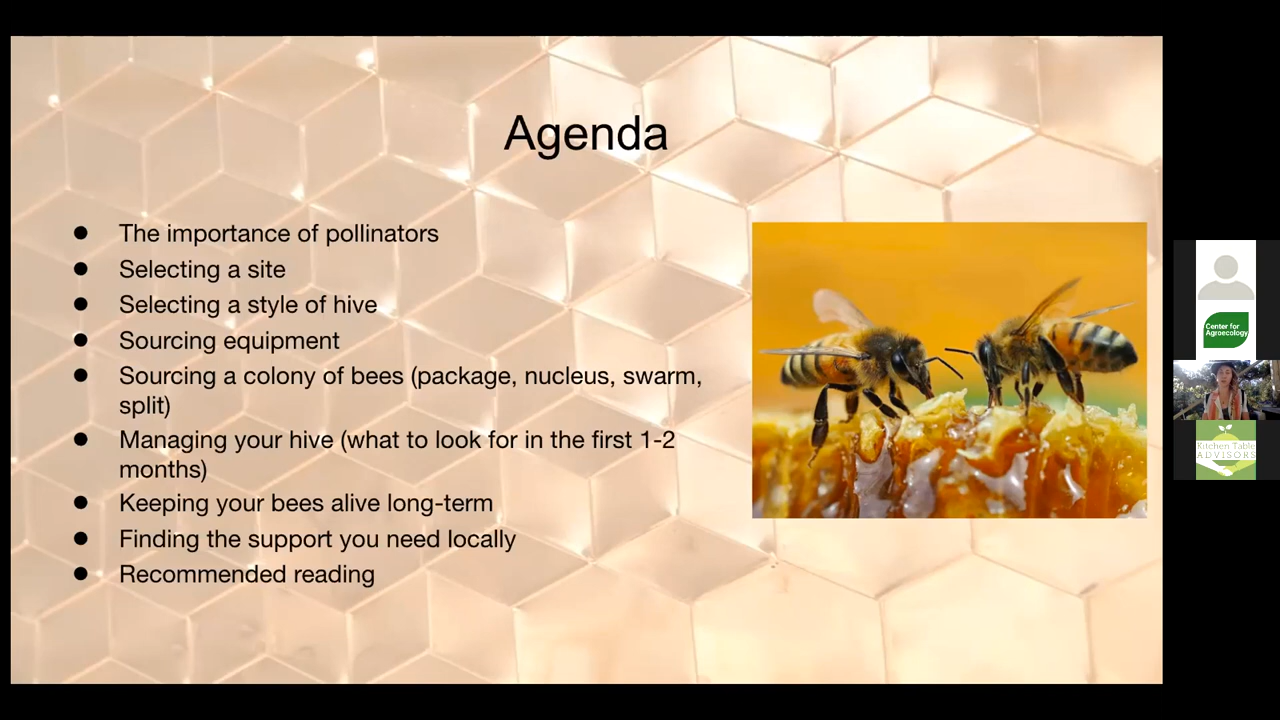 Agenda
● The importance of pollinators
● Selecting a site
● Selecting a style of hive
● Sourcing equipment
● Sourcing a colony of bees (package, nucleus, swarm,
split)
● Managing your hive (what to look for in the first 1-2
months)
● Keeping your bees alive long-term
● Finding the support you need locally
● Recommended reading
Center for
Agroecology
Kitchen Table
ADVISORS